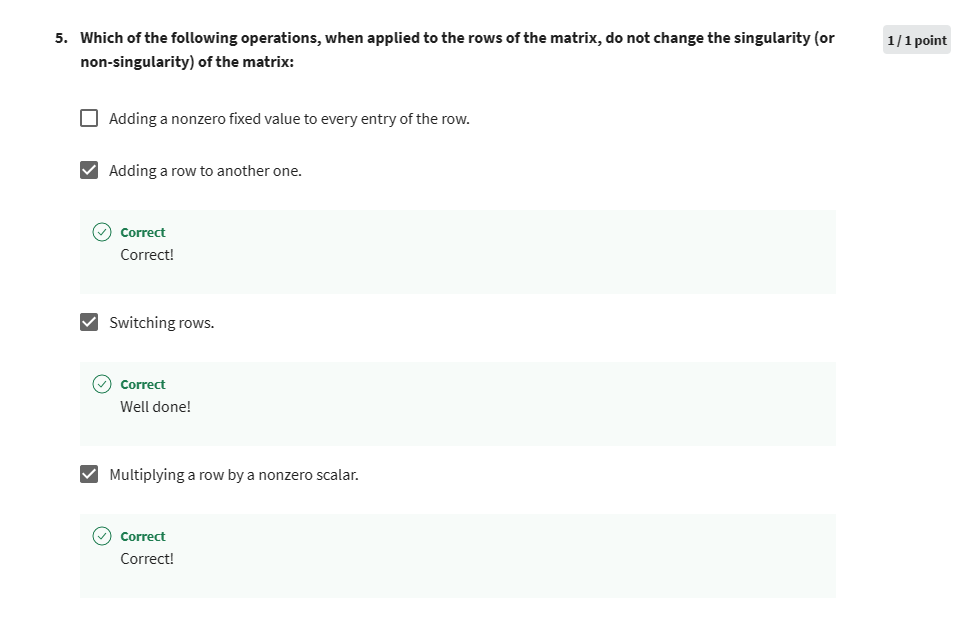 5. Which of the following operations, when applied to the rows of the matrix, do not change the singularity (or
non-singularity) of the matrix:
1 / 1 point
Adding a nonzero fixed value to every entry of the row.
Adding a row to another one.
Correct
Correct!
Switching rows.
Correct
Well done!
Multiplying a row by a nonzero scalar.
Correct
Correct!